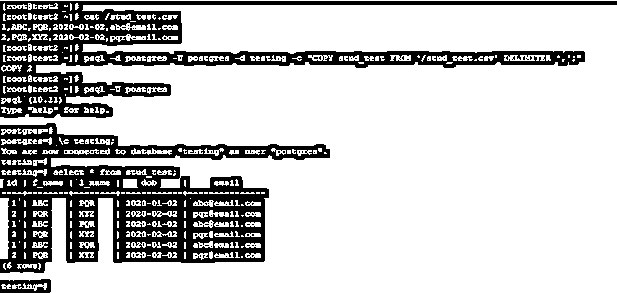 [root@test2 ~]#
[root@test2 ~]# cat /stud_test.csv
1,ABC,PQR,2020-01-02,abc@email.com
2,PQR,XYZ,2020-01-02,pqr@email.com
[root@test2 ~]#
[root@test2 ~]# psql -d postgres -U postgres -d testing -c "COPY stud_test FROM '/stud_test.csv' DELIMITER ',';"
COPY 2
[root@test2 ~]#
[root@test2 ~]# psql -U postgres
psql (10.11)
Type "help" for help.
postgres=#
postgres=# \c testing;
You are now connected to database "testing" as user "postgres".
testing=#
testing=# select * from stud_test;
id | f_name | l_name | dob | email
----+--------+--------+------------+---------------
1 | ABC | PQR | 2020-01-02 | abc@email.com
2 | PQR | XYZ | 2020-01-02 | pqr@email.com
1 | ABC | PQR | 2020-01-02 | abc@email.com
2 | PQR | XYZ | 2020-01-02 | pqr@email.com
1 | ABC | PQR | 2020-01-02 | abc@email.com
2 | PQR | XYZ | 2020-01-02 | pqr@email.com
(6 rows)
testing=#